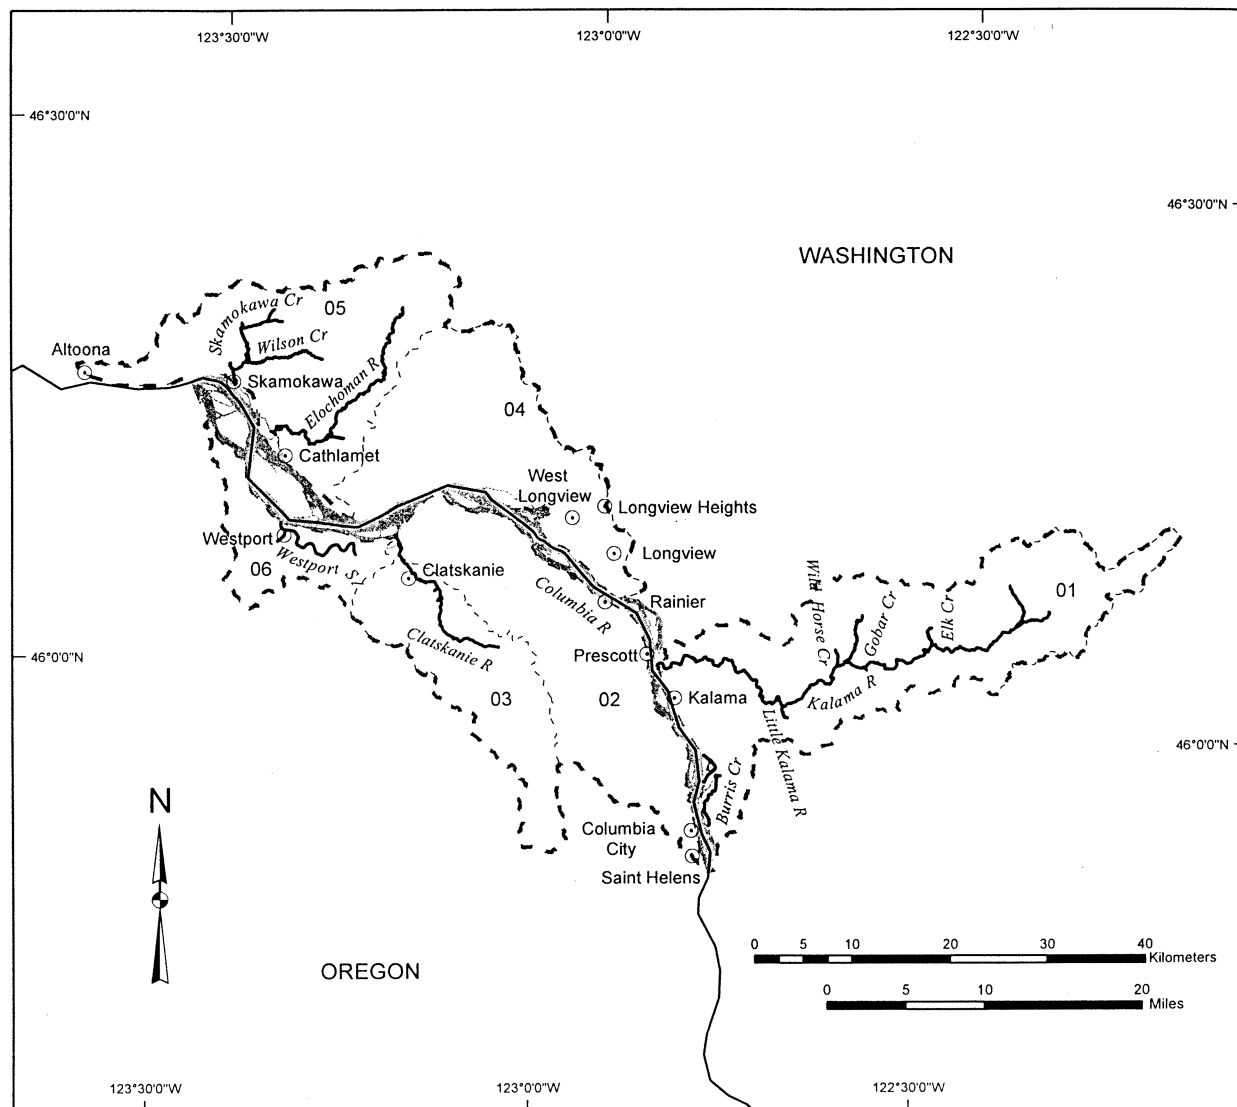 123°30'0"W
123°0'0"W
122°30'0"W
46°30'0"N
46°30'0"N
WASHINGTON
Skamokawa Cr
05
Wilson Cr
Altoona
Skamokawa
Elochoman R
04
Cathlamet
West
Longview
Longview Heights
Westport
Longview
Westport S
06
Clatskanie
Columbia R
Rainier
Wild Horse Cr
Gobar Cr
Elk Cr
01
Clatskanie R
Prescott
46°0'0"N
03
02
Kalama
Kalama R
Little Kalama R
46°0'0"N
Burris Cr
N
Columbia
City
Saint Helens
0 5 10 20 30 40
Kilometers
OREGON
0 5 10 20
Miles
123°30'0"W
123°0'0"W
122°30'0"W